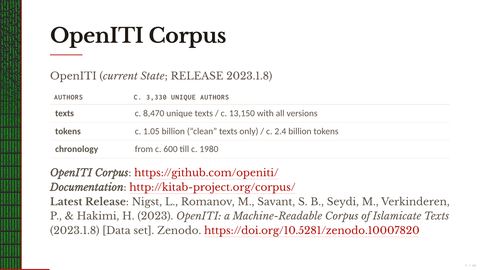 OpenITI Corpus
OpenITI (current State; RELEASE 2023.1.8)
AUTHORS C. 3,330 UNIQUE AUTHORS
texts c. 8,470 unique texts / c. 13,150 with all versions
tokens c. 1.05 billion (“clean” texts only) / c. 2.4 billion tokens
chronology from c. 600 till c. 1980
OpenITI Corpus: https://github.com/openiti/
Documentation: http://kitab-project.org/corpus/
Latest Release: Nigst, L., Romanov, M., Savant, S. B., Seydi, M., Verkinderen,
P., & Hakimi, H. (2023). OpenITI: a Machine-Readable Corpus of Islamicate Texts
(2023.1.8) [Data set]. Zenodo. https://doi.org/10.5281/zenodo.10007820